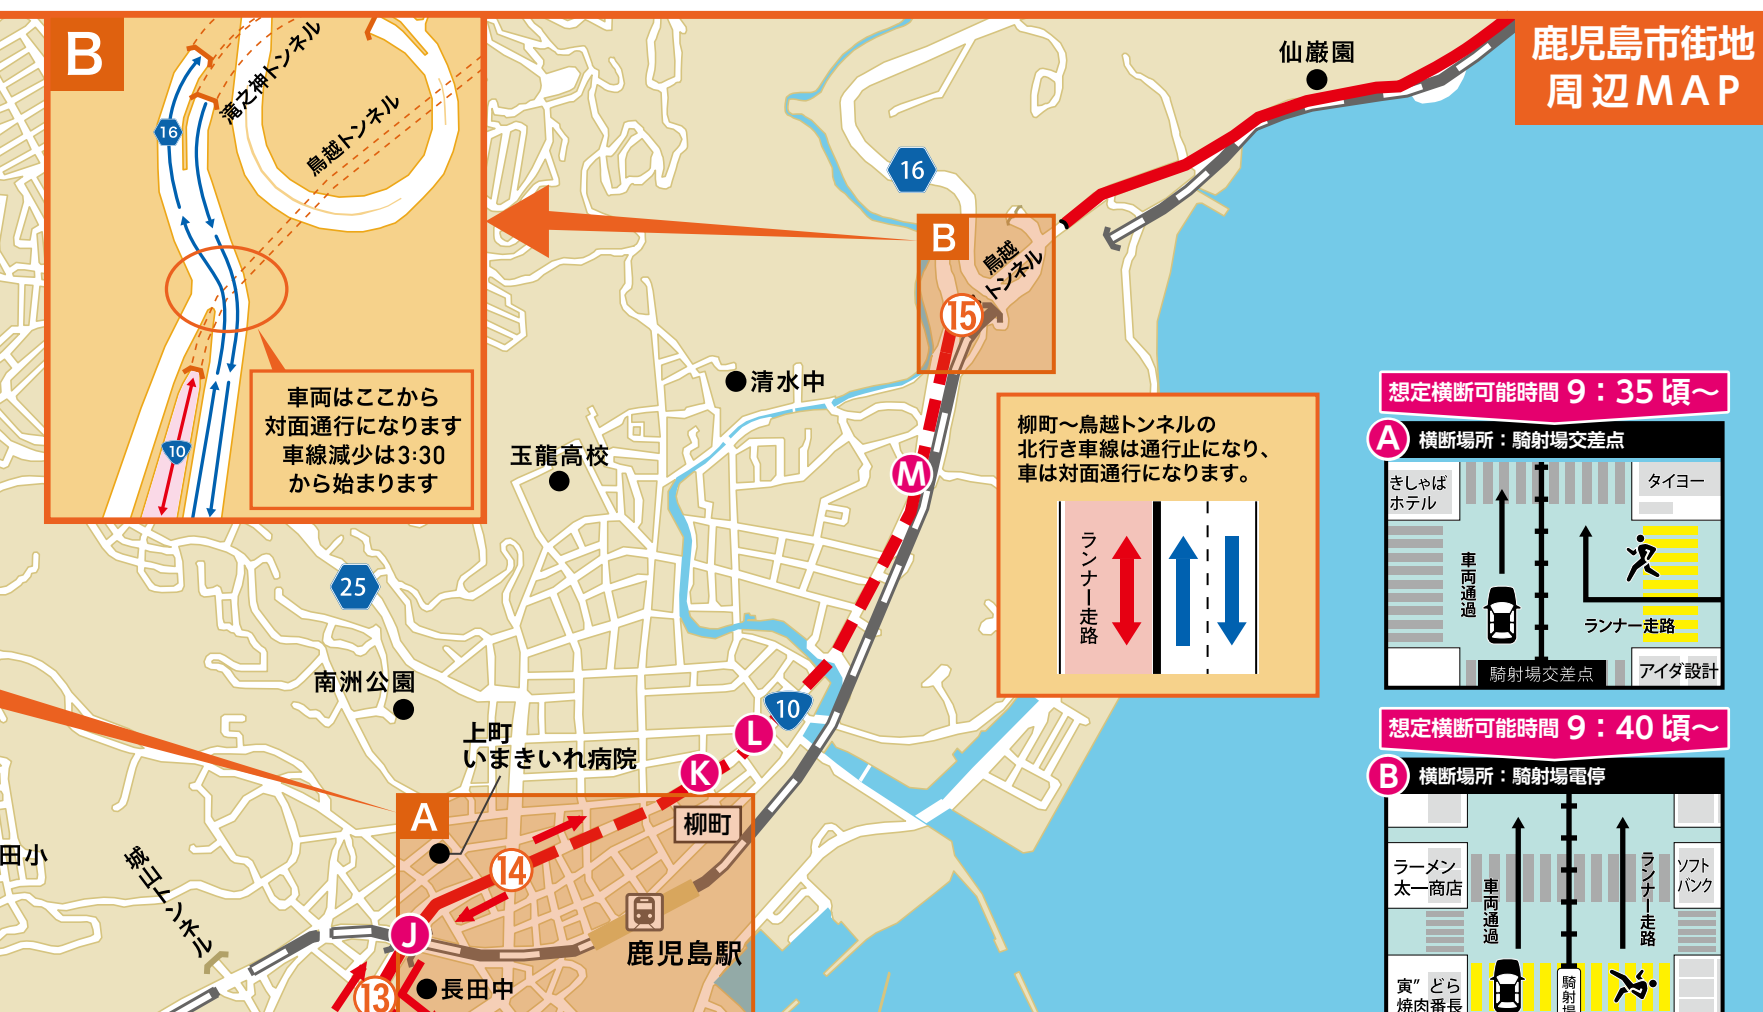 B
滝之神トンネル
鳥越トンネル
16
10
車両はここから
対面通行になります
車線減少は3:30
から始まります
鹿児島市街地
周辺MAP
仙巌園
16
B
鳥越
トンネル
15
清水中
玉龍高校
M
柳町～鳥越トンネルの
北行き車線は通行止になり、
車は対面通行になります。
ランナー走路
25
南洲公園
10
L
K
上町
いまきいれ病院
A
柳町
14
鹿児島駅
J
13
長田中
田小
城山トンネル
想定横断可能時間 9：35 頃～
A 横断場所：騎射場交差点
きしゃば
ホテル
タイヨー
車両通過
ランナー走路
騎射場交差点
アイダ設計
想定横断可能時間 9：40 頃～
B 横断場所：騎射場電停
ラーメン
太一商店
車両通過
ランナー走路
ソフト
バンク
寅” どら
焼肉番長
騎射場